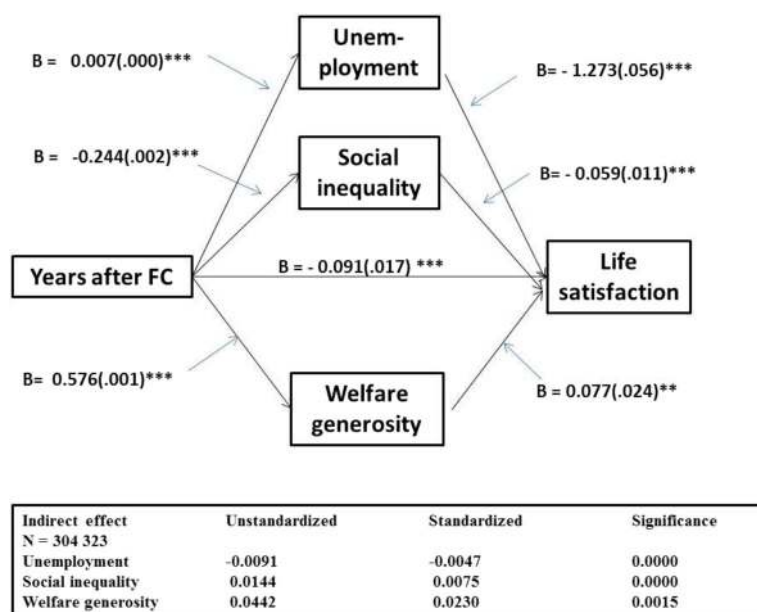 Unem-
ployment
B = 0.007(.000)***
B= - 1.273(.056)***
Social
inequality
B = -0.244(.002)***
B= - 0.059(.011)***
Years after FC
B = - 0.091(.017) ***
Life
satisfaction
B= 0.576(.001)***
Welfare
generosity
B = 0.077(.024)**
Indirect effect Unstandardized Standardized Significance
N = 304 323
Unemployment -0.0091 -0.0047 0.0000
Social inequality 0.0144 0.0075 0.0000
Welfare generosity 0.0442 0.0230 0.0015